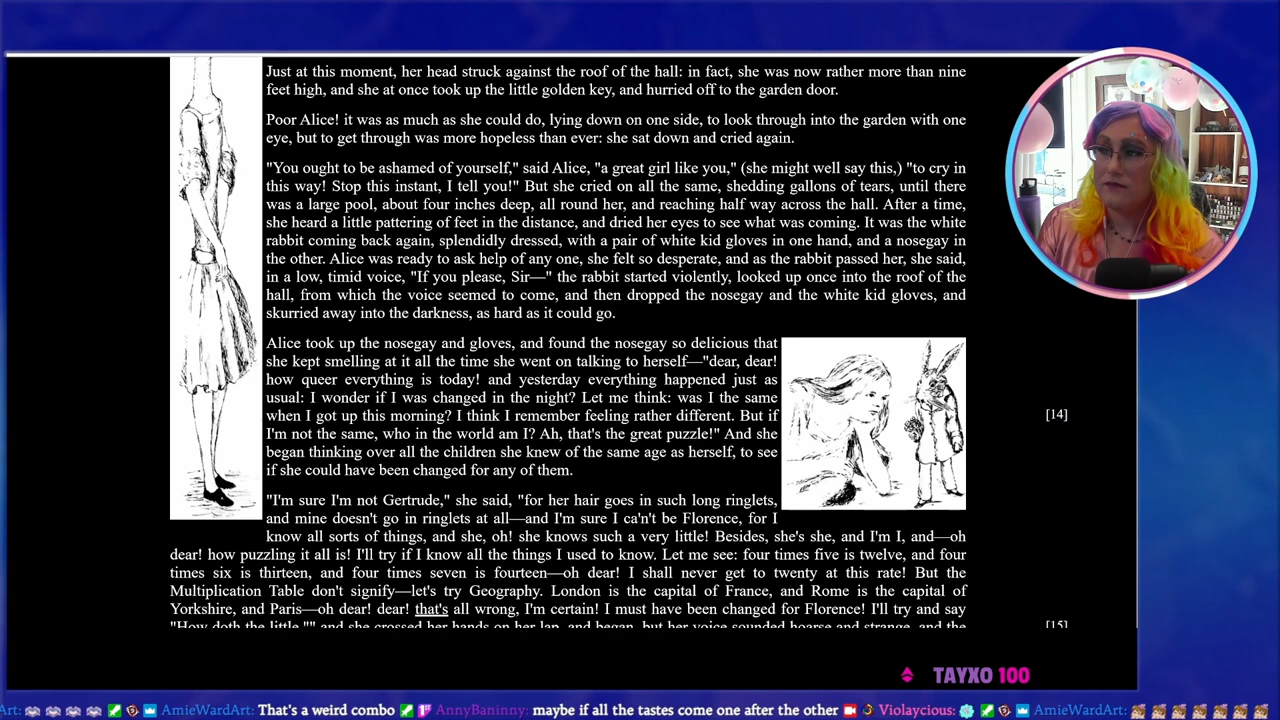 Just at this moment, her head struck against the roof of the hall: in fact, she was now rather more than nine
feet high, and she at once took up the little golden key, and hurried off to the garden door.
Poor Alice! it was as much as she could do, lying down on one side, to look through into the garden with one
eye, but to get through was more hopeless than ever: she sat down and cried again.
"You ought to be ashamed of yourself," said Alice, "a great girl like you," (she might well say this,) "to cry in
this way! Stop this instant, I tell you!" But she cried on all the same, shedding gallons of tears, until there
was a large pool, about four inches deep, all round her, and reaching half way across the hall. After a time,
she heard a little pattering of feet in the distance, and dried her eyes to see what was coming. It was the white
rabbit coming back again, splendidly dressed, with a pair of white kid gloves in one hand, and a nosegay in
the other. Alice was ready to ask help of any one, she felt so desperate, and as the rabbit passed her, she said,
in a low, timid voice, "If you please, Sir—" the rabbit started violently, looked up once into the roof of the
hall, from which the voice seemed to come, and then dropped the nosegay and the white kid gloves, and
skurried away into the darkness, as hard as it could go.
Alice took up the nosegay and gloves, and found the nosegay so delicious that
she kept smelling at it all the time she went on talking to herself—"dear, dear!
how queer everything is today! and yesterday everything happened just as
usual: I wonder if I was changed in the night? Let me think: was I the same
when I got up this morning? I think I remember feeling rather different. But if
[14]
I'm not the same, who in the world am I? Ah, that's the great puzzle!" And she
began thinking over all the children she knew of the same age as herself, to see
if she could have been changed for any of them.
"I'm sure I'm not Gertrude," she said, "for her hair goes in such long ringlets,
and mine doesn't go in ringlets at all—and I'm sure I ca'n't be Florence, for I
know all sorts of things, and she, oh! she knows such a very little! Besides, she's she, and I'm I, and—oh
dear! how puzzling it all is! I'll try if I know all the things I used to know. Let me see: four times five is twelve, and four
times six is thirteen, and four times seven is fourteen—oh dear! I shall never get to twenty at this rate! But the
Multiplication Table don't signify—let's try Geography. London is the capital of France, and Rome is the capital of
Yorkshire, and Paris—oh dear! dear! that's all wrong, I'm certain! I must have been changed for Florence! I'll try and say
"How doth the little,"" and she crossed her hands on her lap, and began, but her voice sounded hoarse and strange, and the
[15]
TAYXO 100
Art: AmieWardArt: That's a weird combo AnnyBaninny: maybe if all the tastes come one after the other Violaycious: AmieWardArt: